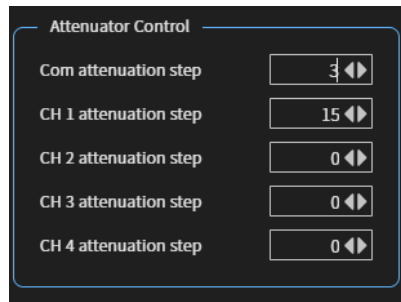 Attenuator Control
Com attenuation step 3
CH 1 attenuation step 15
CH 2 attenuation step 0
CH 3 attenuation step 0
CH 4 attenuation step 0